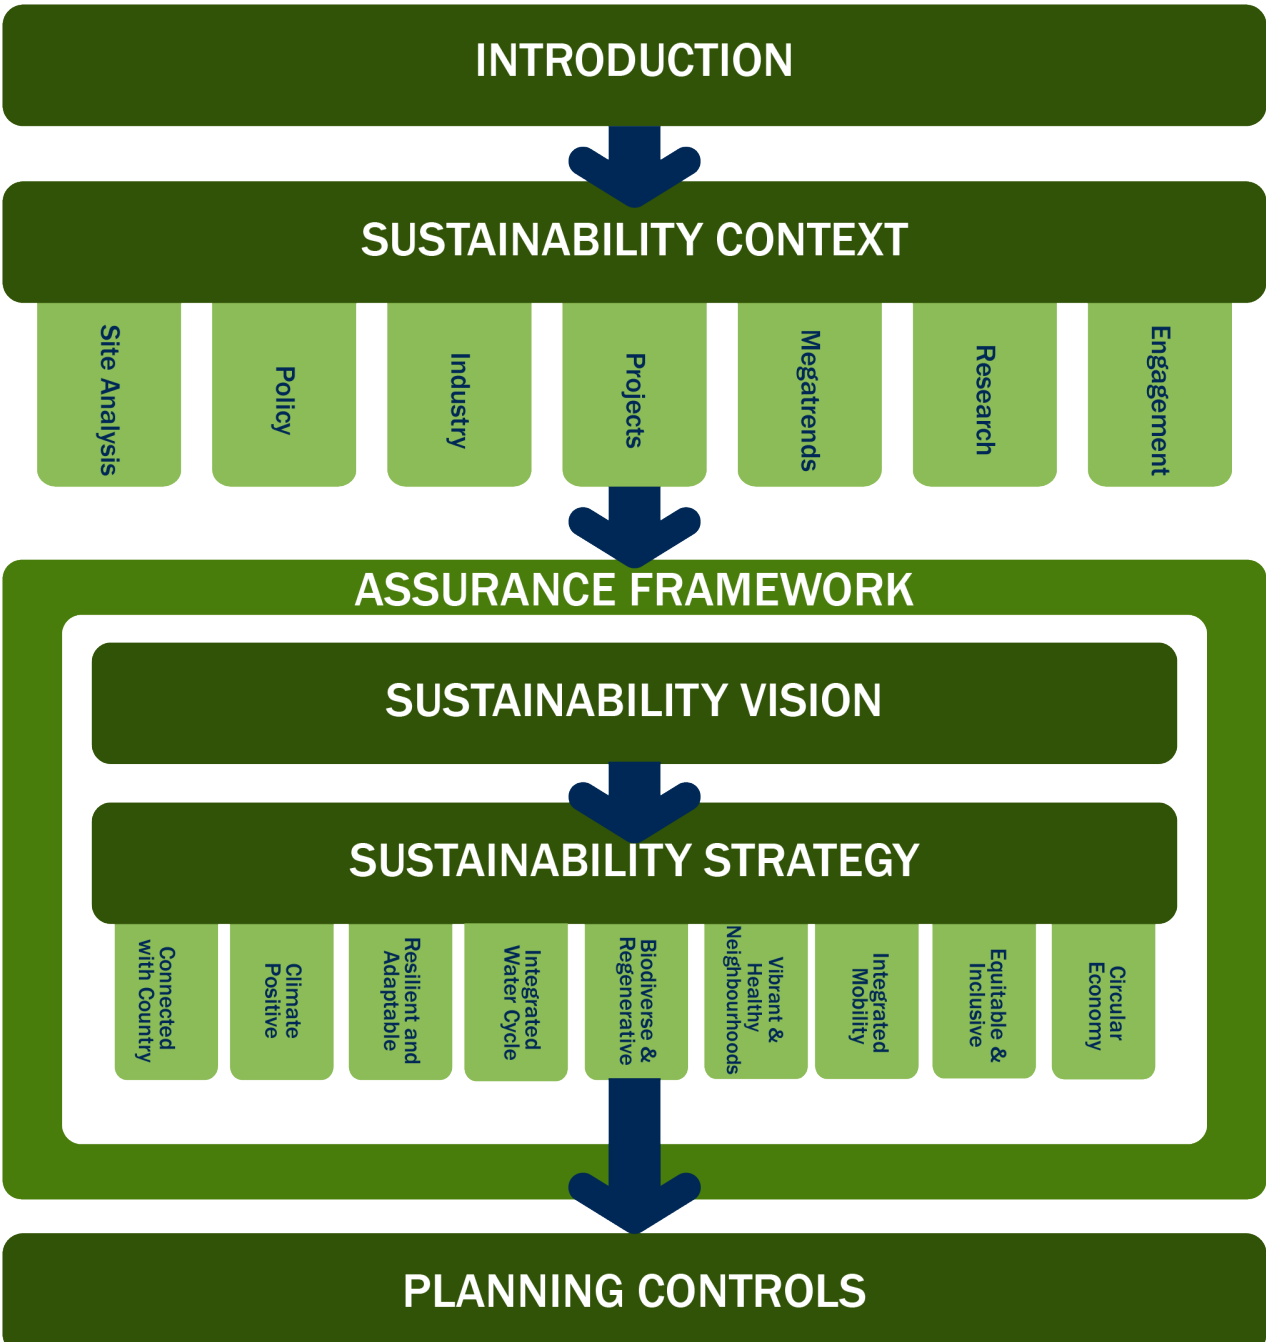 INTRODUCTION
SUSTAINABILITY CONTEXT
Site Analysis
Policy
Industry
Projects
Megatrends
Research
Engagement
ASSURANCE FRAMEWORK
SUSTAINABILITY VISION
SUSTAINABILITY STRATEGY
Connected
with Country
Climate
Positive
Resilient and
Adaptable
Integrated
Water Cycle
Biodiverse &
Regenerative
Vibrant &
Healthy
Neighbourhoods
Integrated
Mobility
Equitable &
Inclusive
Circular
Economy
PLANNING CONTROLS